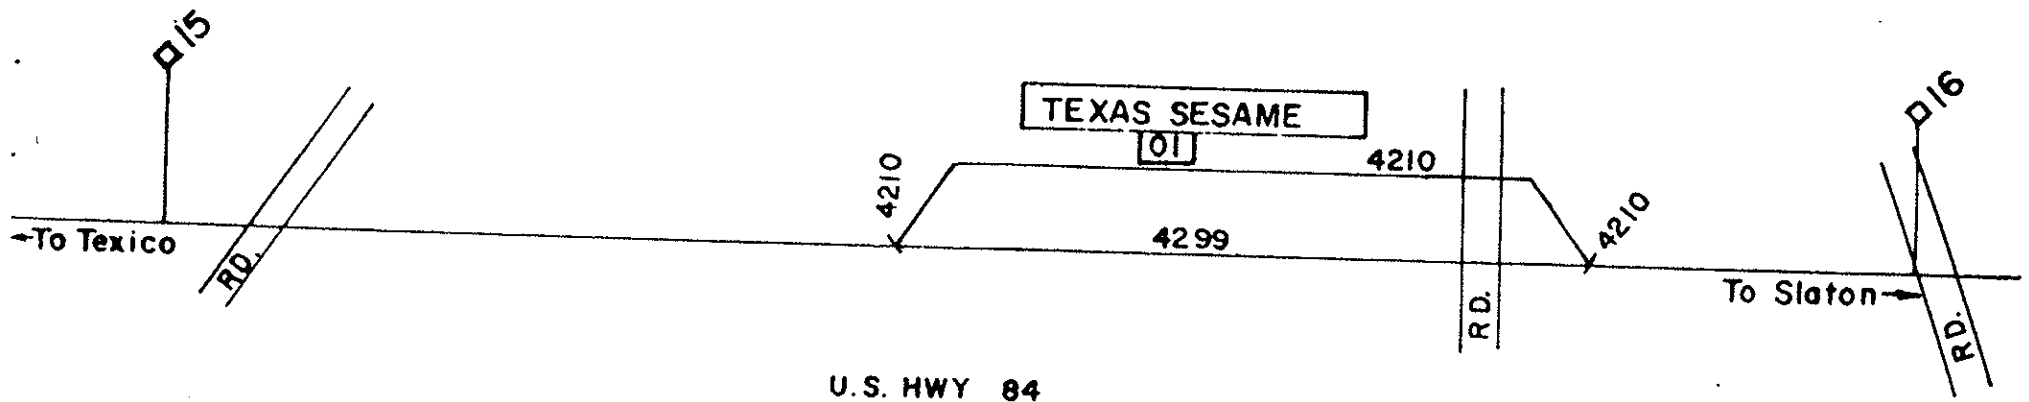 15
16
TEXAS SESAME
01
4210
4210
4210
4299
←To Texico
RD.
To Slaton→
RD.
RD.
U.S. HWY 84